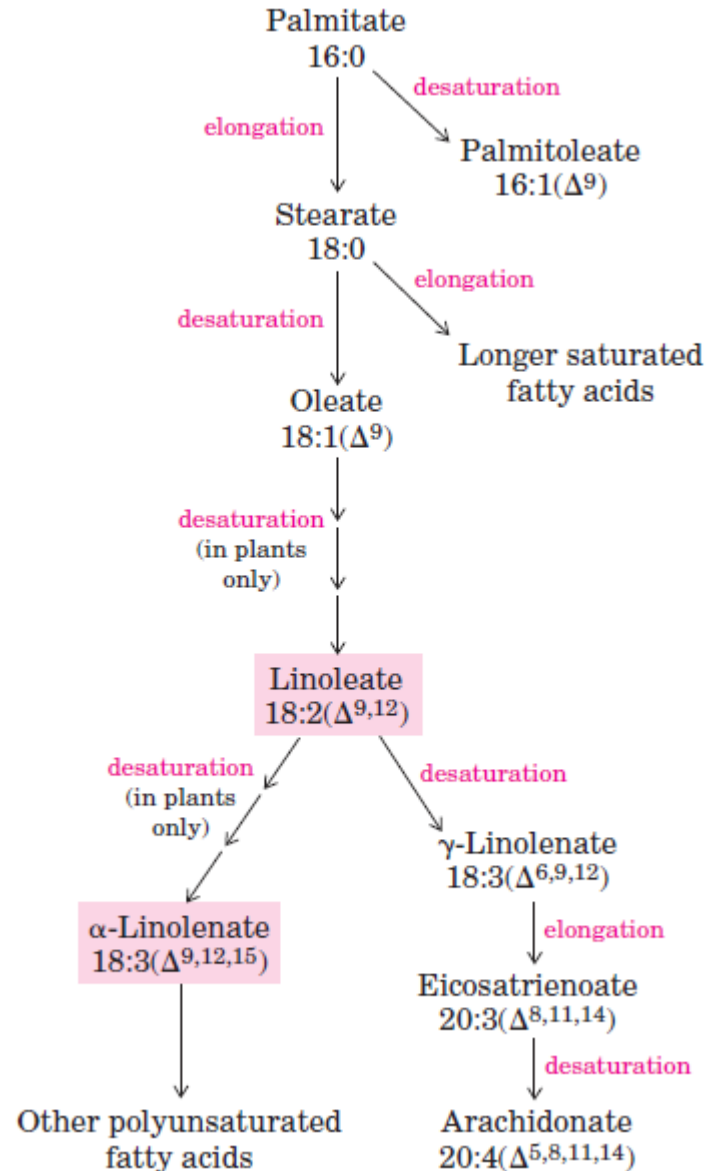 Palmitate
16:0
desaturation
elongation
Palmitoleate
16:1(Δ⁹)
Stearate
18:0
elongation
desaturation
Longer saturated
fatty acids
Oleate
18:1(Δ⁹)
desaturation
(in plants
only)
Linoleate
18:2(Δ⁹,¹²)
desaturation
(in plants
only)
desaturation
γ-Linolenate
18:3(Δ⁶,⁹,¹²)
α-Linolenate
18:3(Δ⁹,¹²,¹⁵)
elongation
Eicosatrienoate
20:3(Δ⁸,¹¹,¹⁴)
desaturation
Other polyunsaturated
fatty acids
Arachidonate
20:4(Δ⁵,⁸,¹¹,¹⁴)